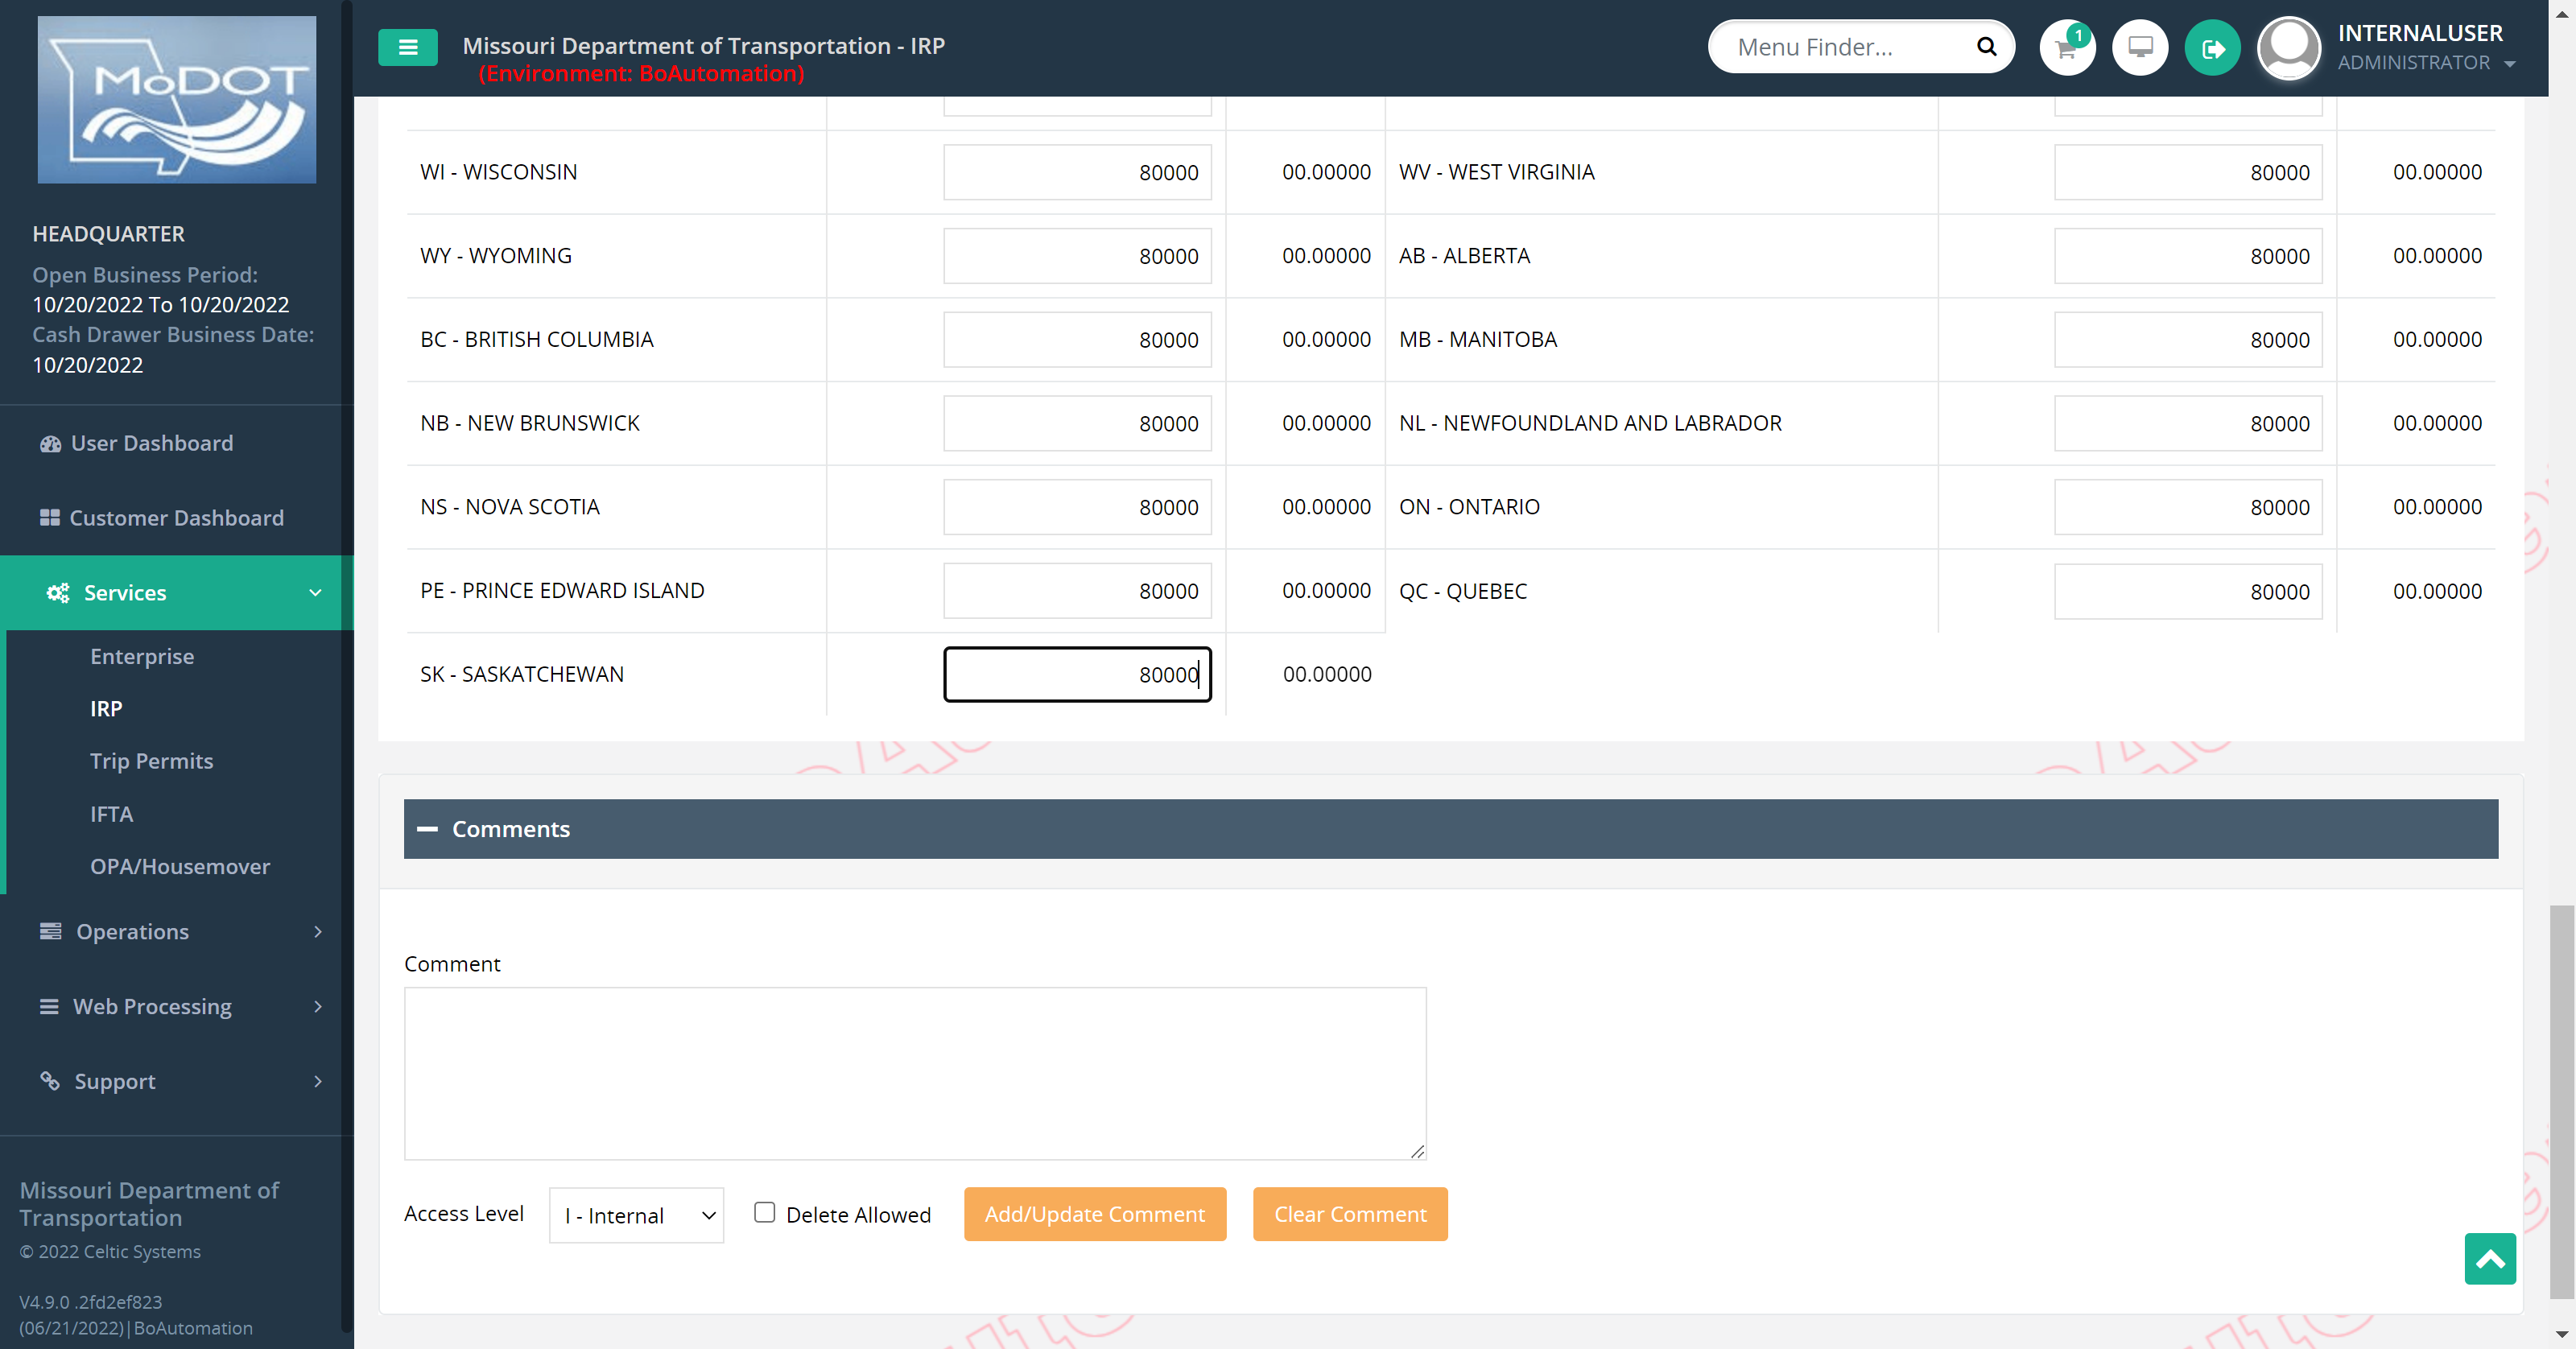 MoDOT
Missouri Department of Transportation - IRP
(Environment: BoAutomation)
Menu Finder...
1
INTERNALUSER
ADMINISTRATOR
HEADQUARTER
Open Business Period:
10/20/2022 To 10/20/2022
Cash Drawer Business Date:
10/20/2022
User Dashboard
Customer Dashboard
Services
Enterprise
IRP
Trip Permits
IFTA
OPA/Housemover
Operations
Web Processing
Support
Missouri Department of
Transportation
© 2022 Celtic Systems
V4.9.0 .2fd2ef823
(06/21/2022)|BoAutomation
WI - WISCONSIN 80000 00.00000 WV - WEST VIRGINIA 80000 00.00000
WY - WYOMING 80000 00.00000 AB - ALBERTA 80000 00.00000
BC - BRITISH COLUMBIA 80000 00.00000 MB - MANITOBA 80000 00.00000
NB - NEW BRUNSWICK 80000 00.00000 NL - NEWFOUNDLAND AND LABRADOR 80000 00.00000
NS - NOVA SCOTIA 80000 00.00000 ON - ONTARIO 80000 00.00000
PE - PRINCE EDWARD ISLAND 80000 00.00000 QC - QUEBEC 80000 00.00000
SK - SASKATCHEWAN 80000 00.00000
Comments
Comment
Access Level I - Internal Delete Allowed Add/Update Comment Clear Comment